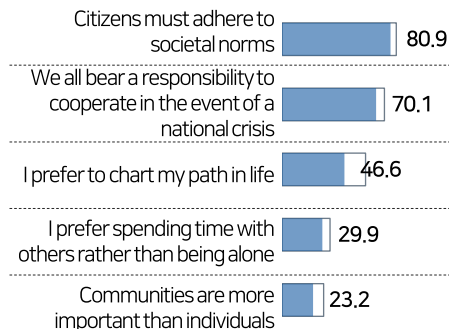 Citizens must adhere to
societal norms
80.9
We all bear a responsibility to
cooperate in the event of a
national crisis
70.1
I prefer to chart my path in life
46.6
I prefer spending time with
others rather than being alone
29.9
Communities are more
important than individuals
23.2